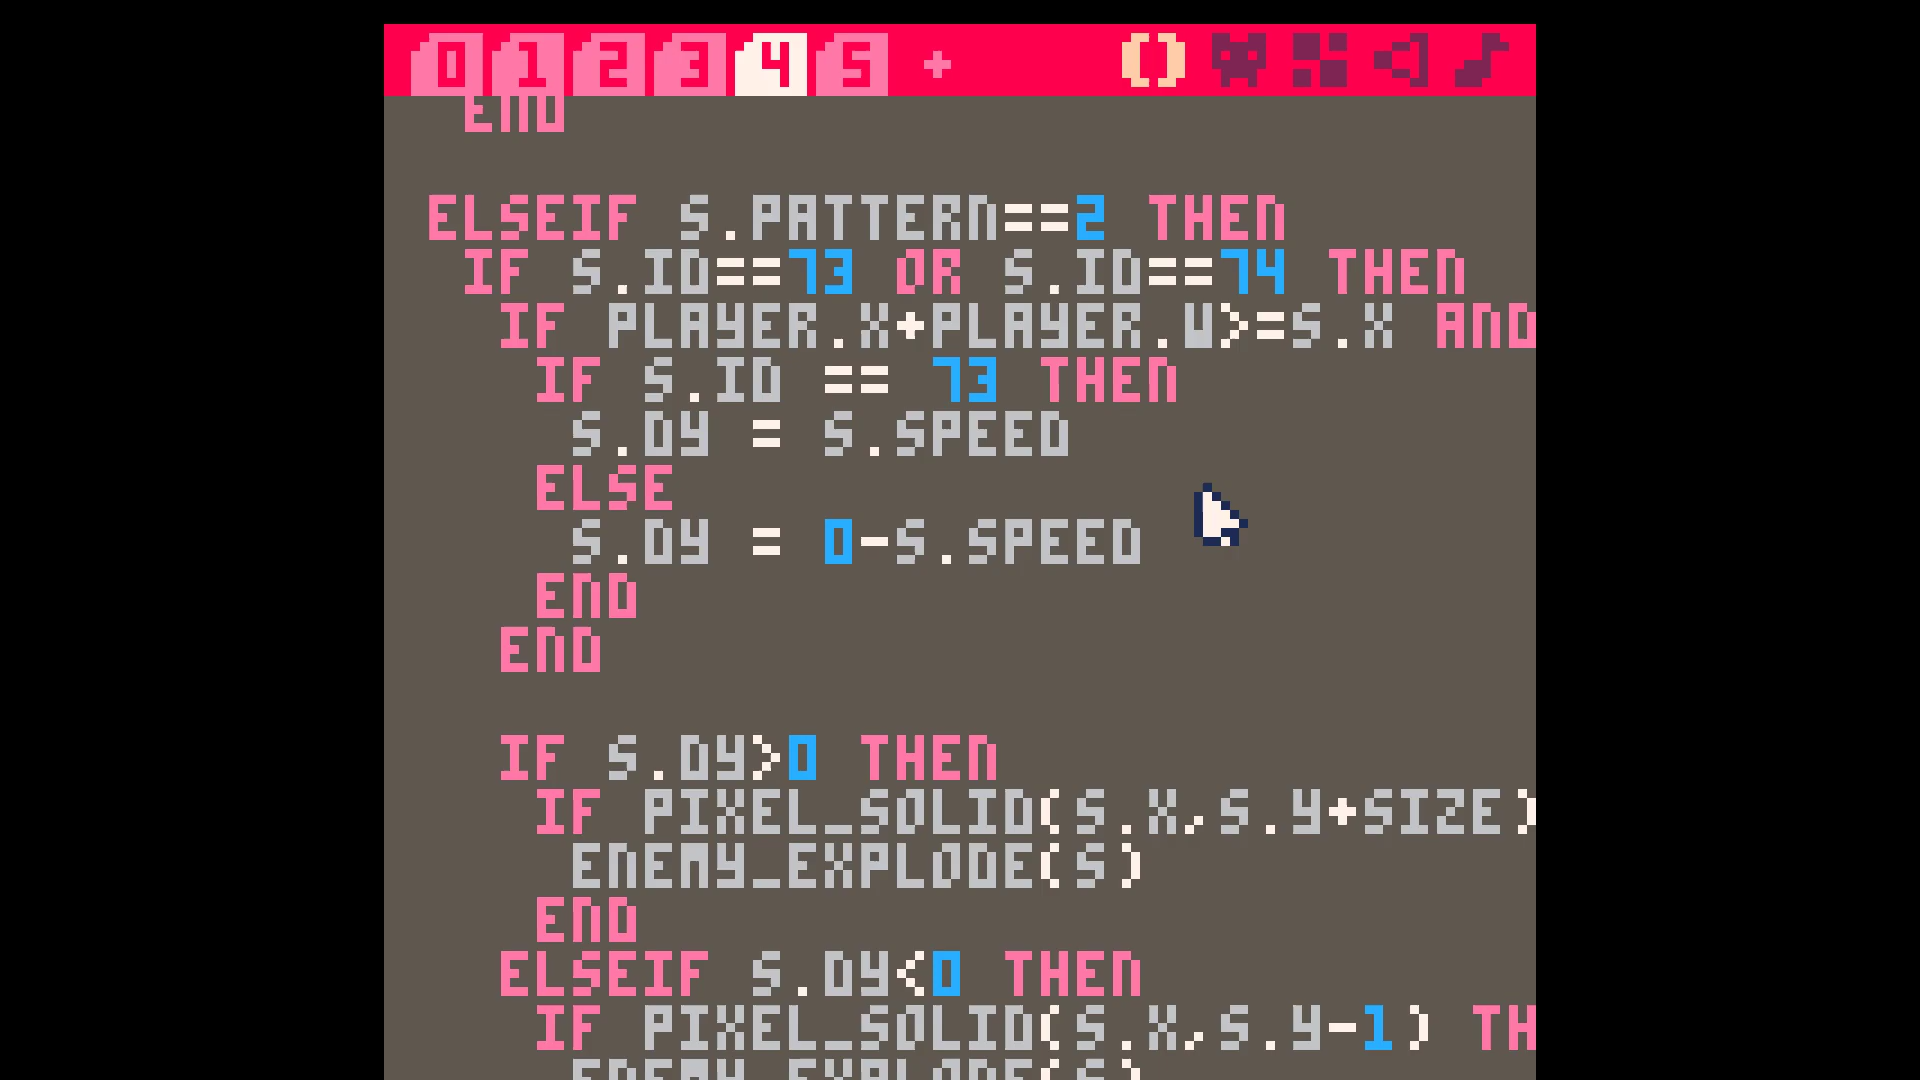 0 1 2 3 4 5 +
END
ELSEIF S.PATTERN==2 THEN
IF S.ID==73 OR S.ID==74 THEN
IF PLAYER.X+PLAYER.W>=S.X AND
IF S.ID == 73 THEN
S.DY = S.SPEED
ELSE
S.DY = 0-S.SPEED
END
END
IF S.DY>0 THEN
IF PIXEL_SOLID(S.X,S.Y+SIZE)
ENEMY_EXPLODE(S)
END
ELSEIF S.DY<0 THEN
IF PIXEL_SOLID(S.X,S.Y-1) TH
ENEMY_EXPLODE(S)